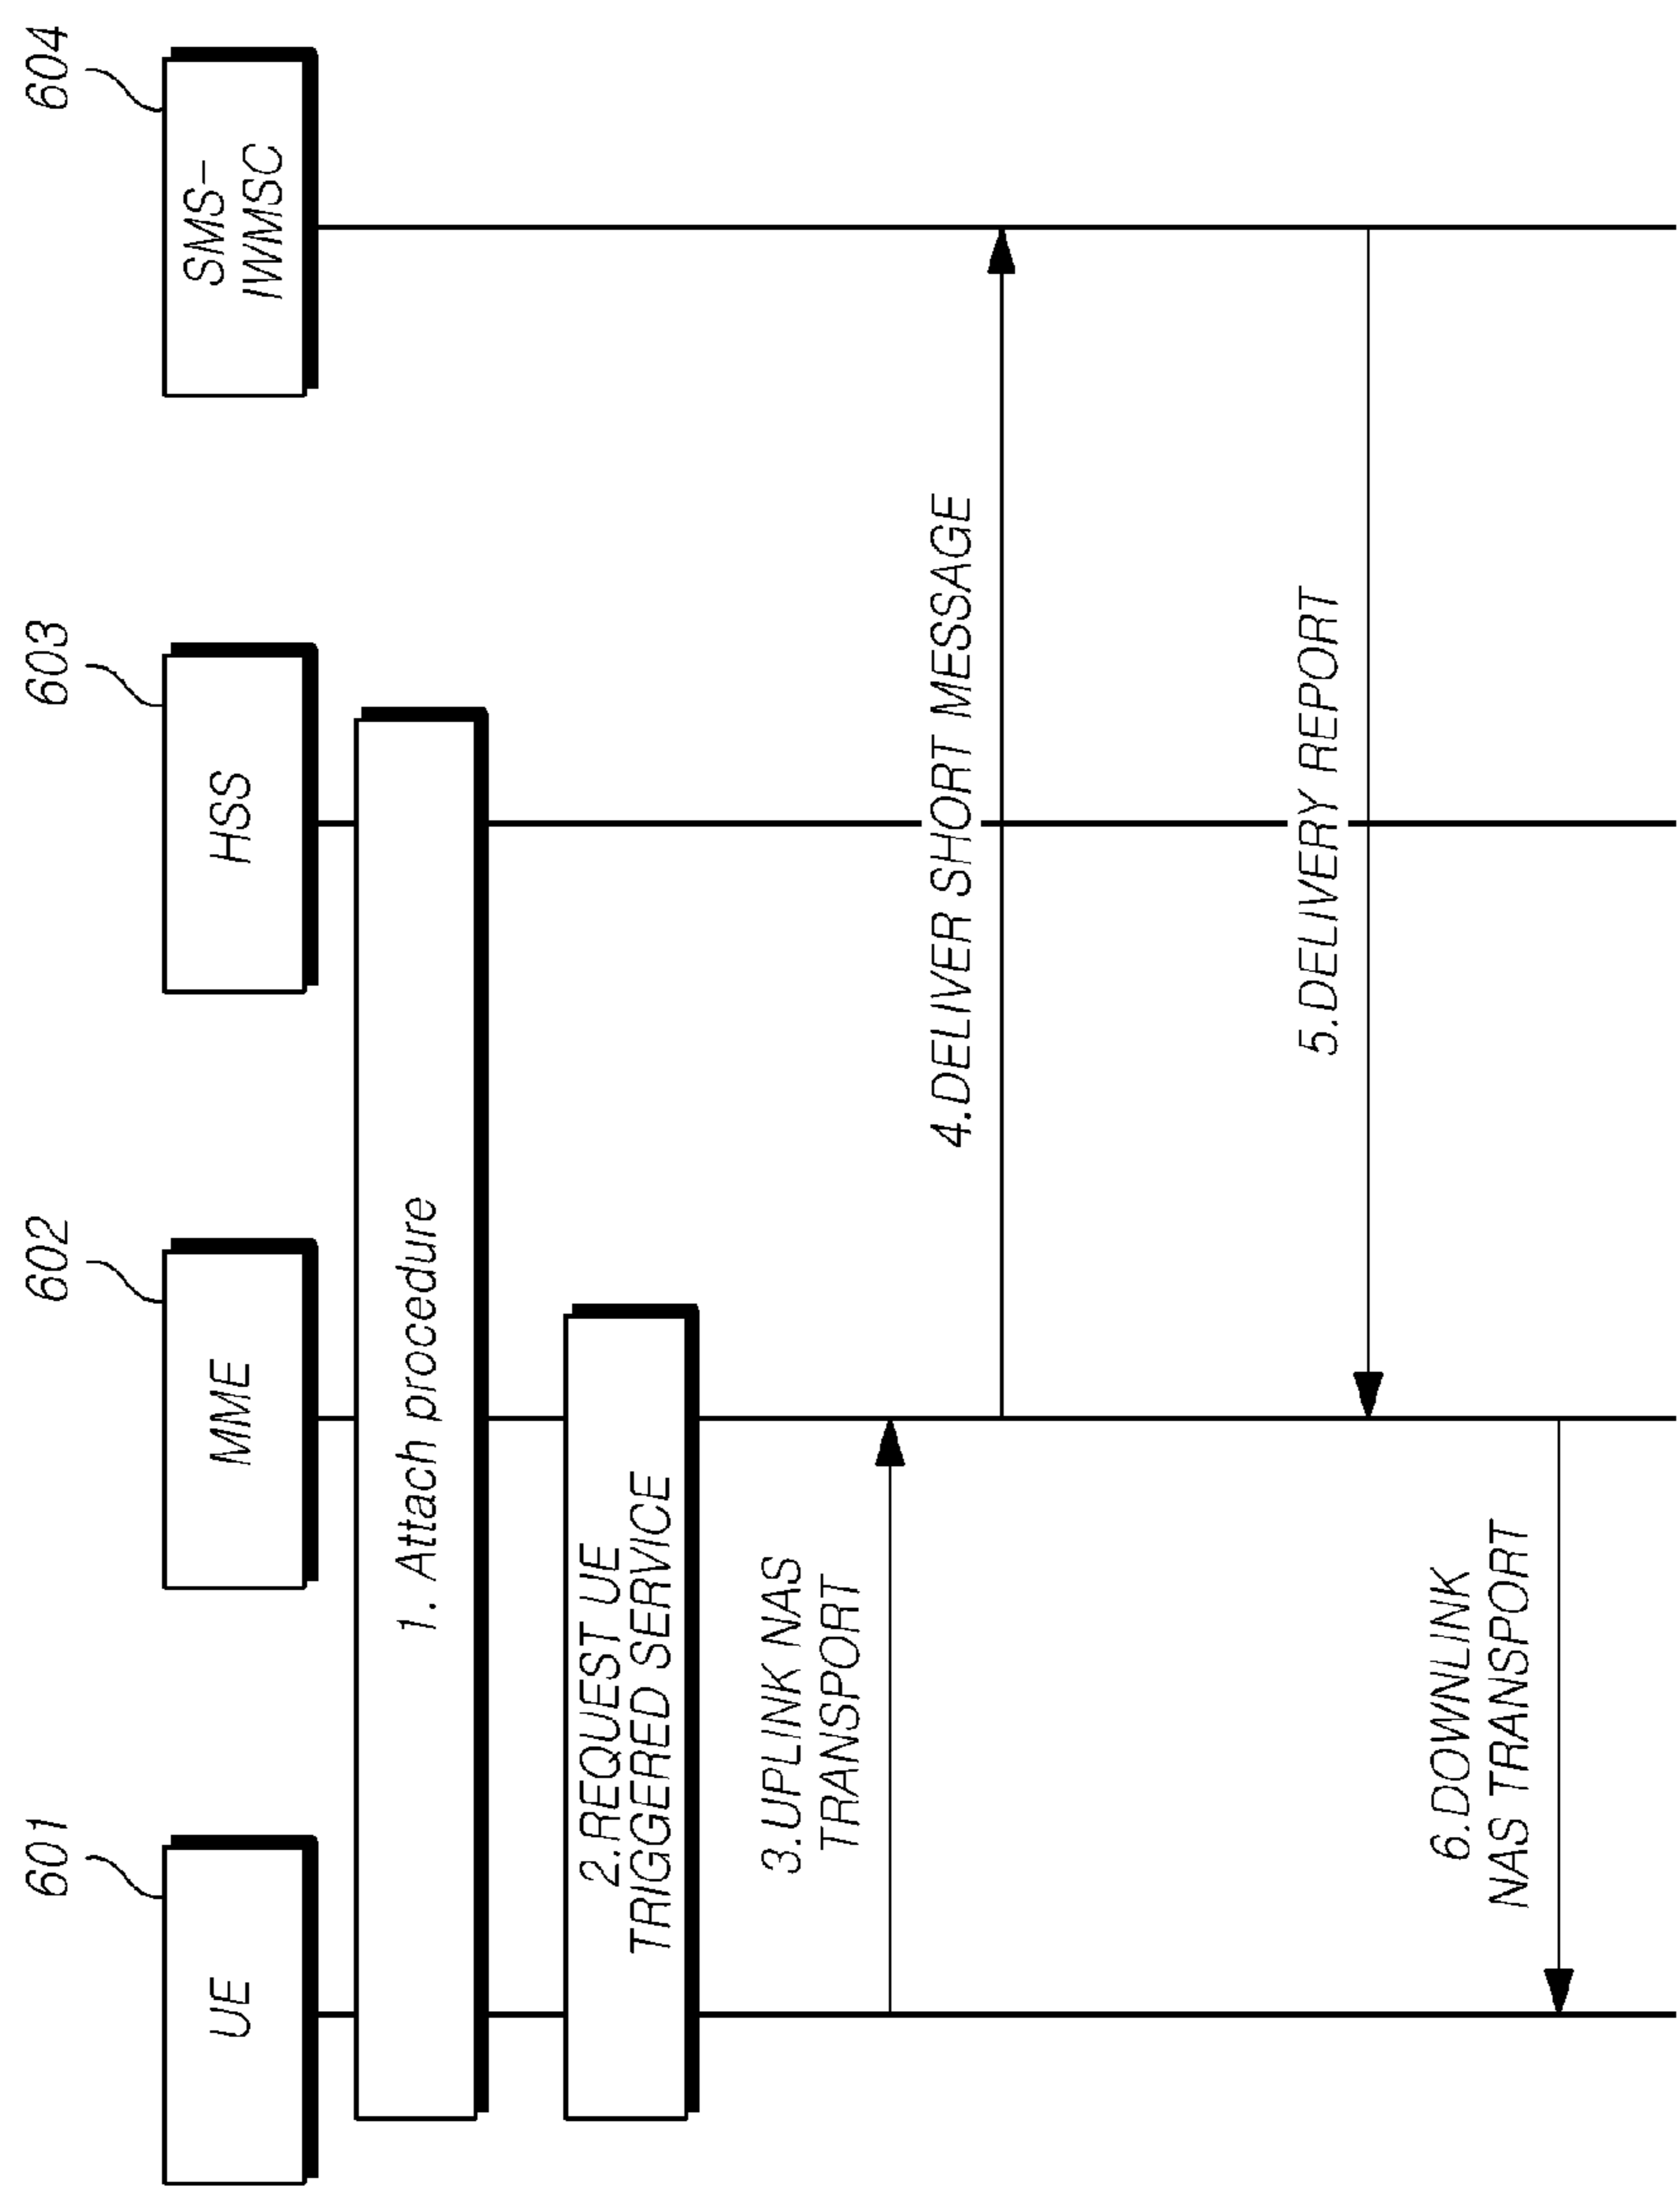 601
602
603
604
UE
MME
HSS
SMS-
IWMSC
1. Attach procedure
2.REQUEST UE
TRIGGERED SERVICE
3.UPLINK NAS
TRANSPORT
4.DELIVER SHORT MESSAGE
5.DELIVERY REPORT
6.DOWNLINK
NAS TRANSPORT